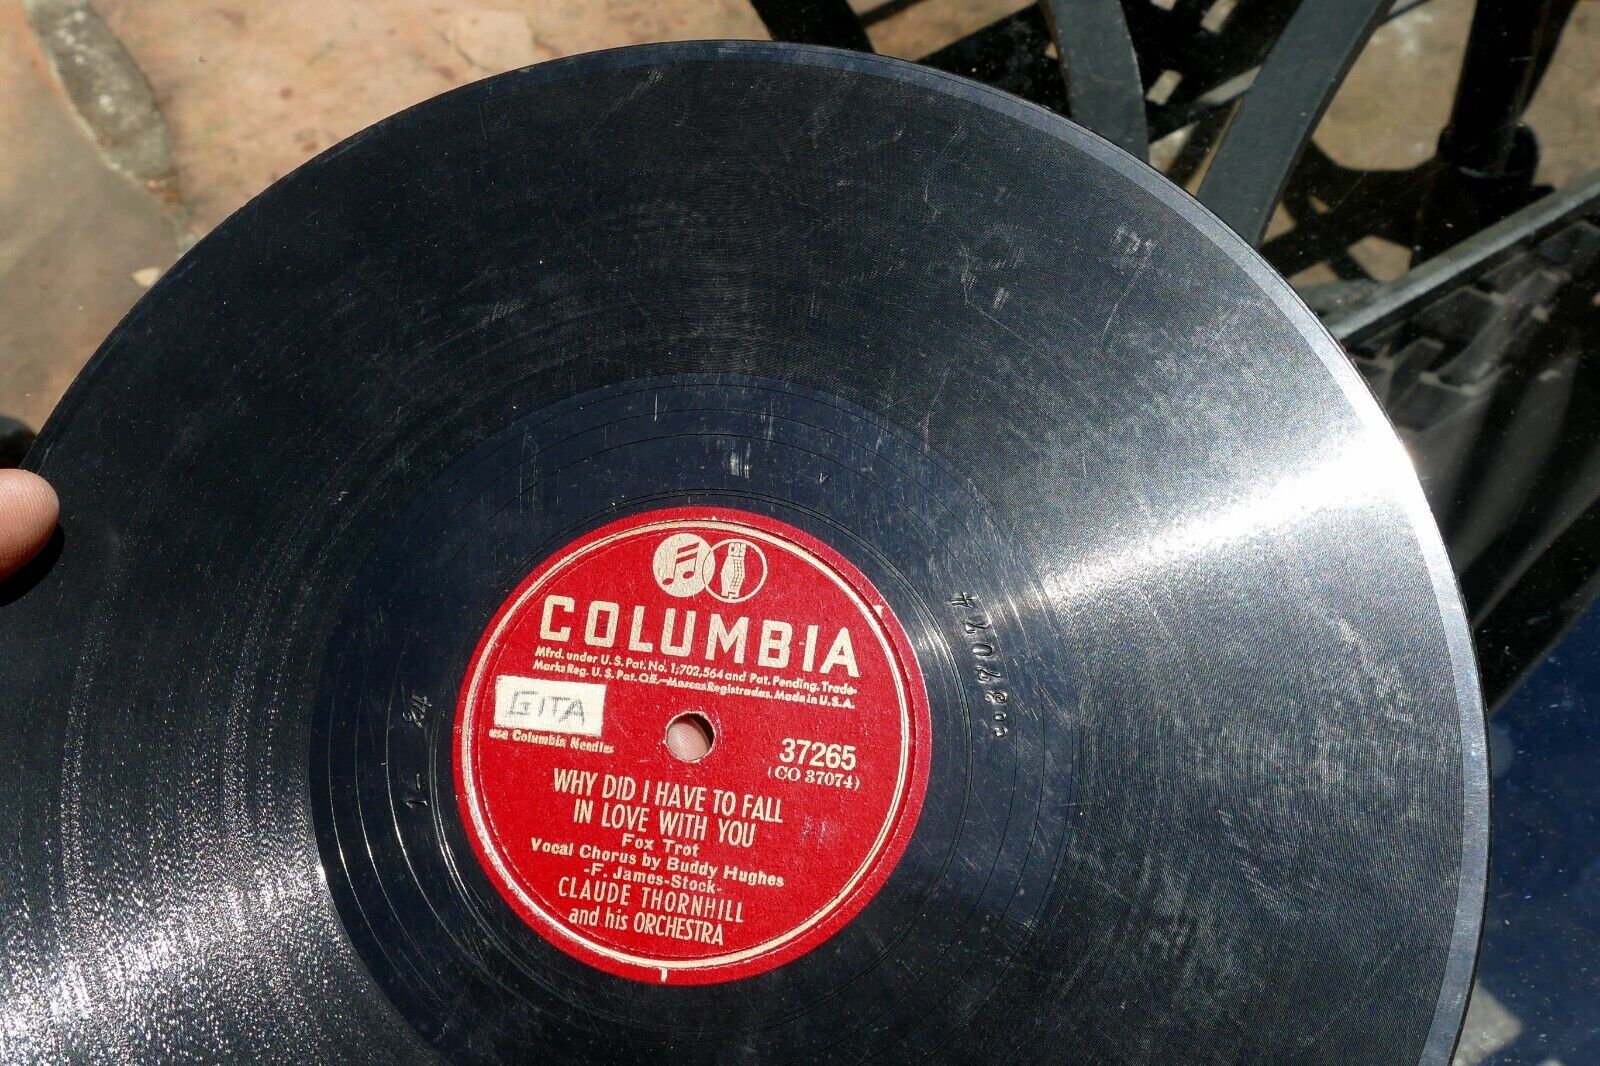 CBS
COLUMBIA
Mfrd. under U.S. Pat. No. 1,702,564 and Pat. Pending. Trade-
Marks Reg. U.S. Pat. Off.—Marcas Registradas. Made in U.S.A.
GITA
use Columbia Needles
37265
(CO 37074)
WHY DID I HAVE TO FALL
IN LOVE WITH YOU
Fox Trot
Vocal Chorus by Buddy Hughes
-F. James-Stock-
CLAUDE THORNHILL
and his ORCHESTRA
CO37074